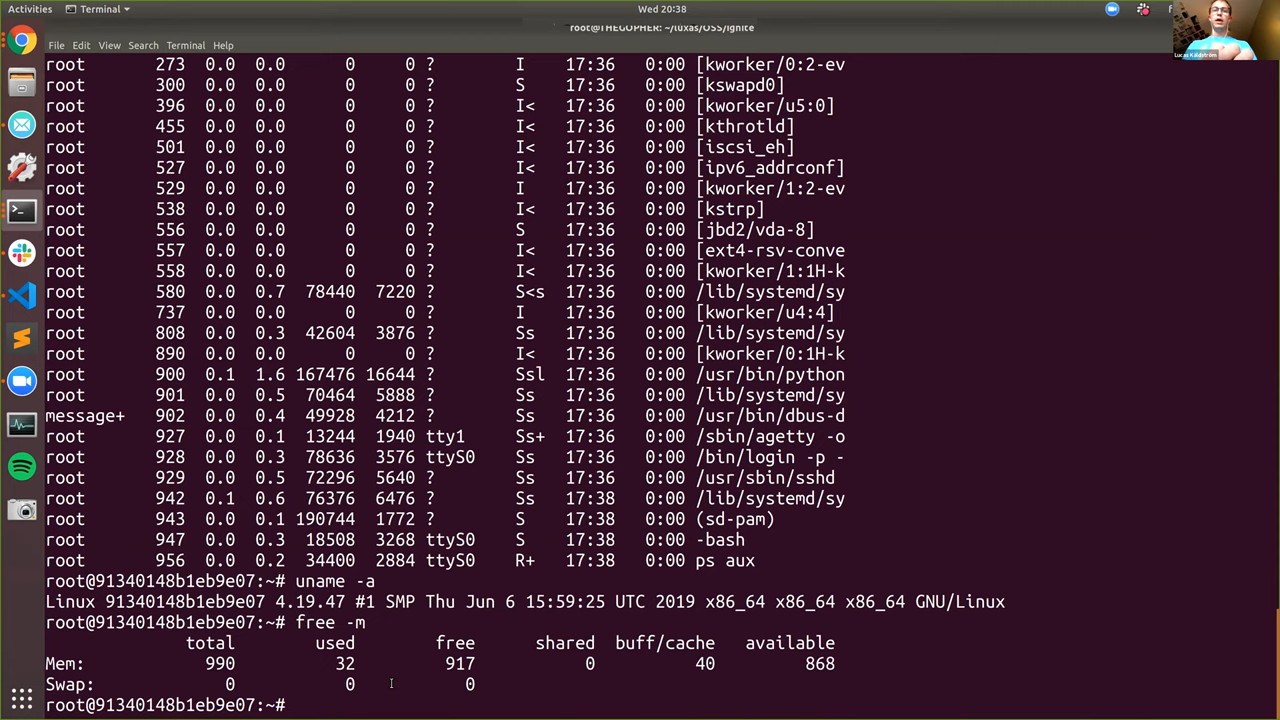 Activities Terminal Wed 20:38
root@THEGOPHER: ~/luxas/OSS/ignite
File Edit View Search Terminal Help
Lucas Käldström
root 273 0.0 0.0 0 0 ? I 17:36 0:00 [kworker/0:2-ev
root 300 0.0 0.0 0 0 ? S 17:36 0:00 [kswapd0]
root 396 0.0 0.0 0 0 ? I< 17:36 0:00 [kworker/u5:0]
root 455 0.0 0.0 0 0 ? I< 17:36 0:00 [kthrotld]
root 501 0.0 0.0 0 0 ? I< 17:36 0:00 [iscsi_eh]
root 527 0.0 0.0 0 0 ? I< 17:36 0:00 [ipv6_addrconf]
root 529 0.0 0.0 0 0 ? I 17:36 0:00 [kworker/1:2-ev
root 538 0.0 0.0 0 0 ? I< 17:36 0:00 [kstrp]
root 556 0.0 0.0 0 0 ? S 17:36 0:00 [jbd2/vda-8]
root 557 0.0 0.0 0 0 ? I< 17:36 0:00 [ext4-rsv-conve
root 558 0.0 0.0 0 0 ? I< 17:36 0:00 [kworker/1:1H-k
root 580 0.0 0.7 78440 7220 ? S<s 17:36 0:00 /lib/systemd/sy
root 737 0.0 0.0 0 0 ? I 17:36 0:00 [kworker/u4:4]
root 808 0.0 0.3 42604 3876 ? Ss 17:36 0:00 /lib/systemd/sy
root 890 0.0 0.0 0 0 ? I< 17:36 0:00 [kworker/0:1H-k
root 900 0.1 1.6 167476 16644 ? Ssl 17:36 0:00 /usr/bin/python
root 901 0.0 0.5 70464 5888 ? Ss 17:36 0:00 /lib/systemd/sy
message+ 902 0.0 0.4 49928 4212 ? Ss 17:36 0:00 /usr/bin/dbus-d
root 927 0.0 0.1 13244 1940 tty1 Ss+ 17:36 0:00 /sbin/agetty -o
root 928 0.0 0.3 78636 3576 ttyS0 Ss 17:36 0:00 /bin/login -p -
root 929 0.0 0.5 72296 5640 ? Ss 17:36 0:00 /usr/sbin/sshd
root 942 0.1 0.6 76376 6476 ? Ss 17:38 0:00 /lib/systemd/sy
root 943 0.0 0.1 190744 1772 ? S 17:38 0:00 (sd-pam)
root 947 0.0 0.3 18508 3268 ttyS0 S 17:38 0:00 -bash
root 956 0.0 0.2 34400 2884 ttyS0 R+ 17:38 0:00 ps aux
root@91340148b1eb9e07:~# uname -a
Linux 91340148b1eb9e07 4.19.47 #1 SMP Thu Jun 6 15:59:25 UTC 2019 x86_64 x86_64 x86_64 GNU/Linux
root@91340148b1eb9e07:~# free -m
total used free shared buff/cache available
Mem: 990 32 917 0 40 868
Swap: 0 0 0
root@91340148b1eb9e07:~#